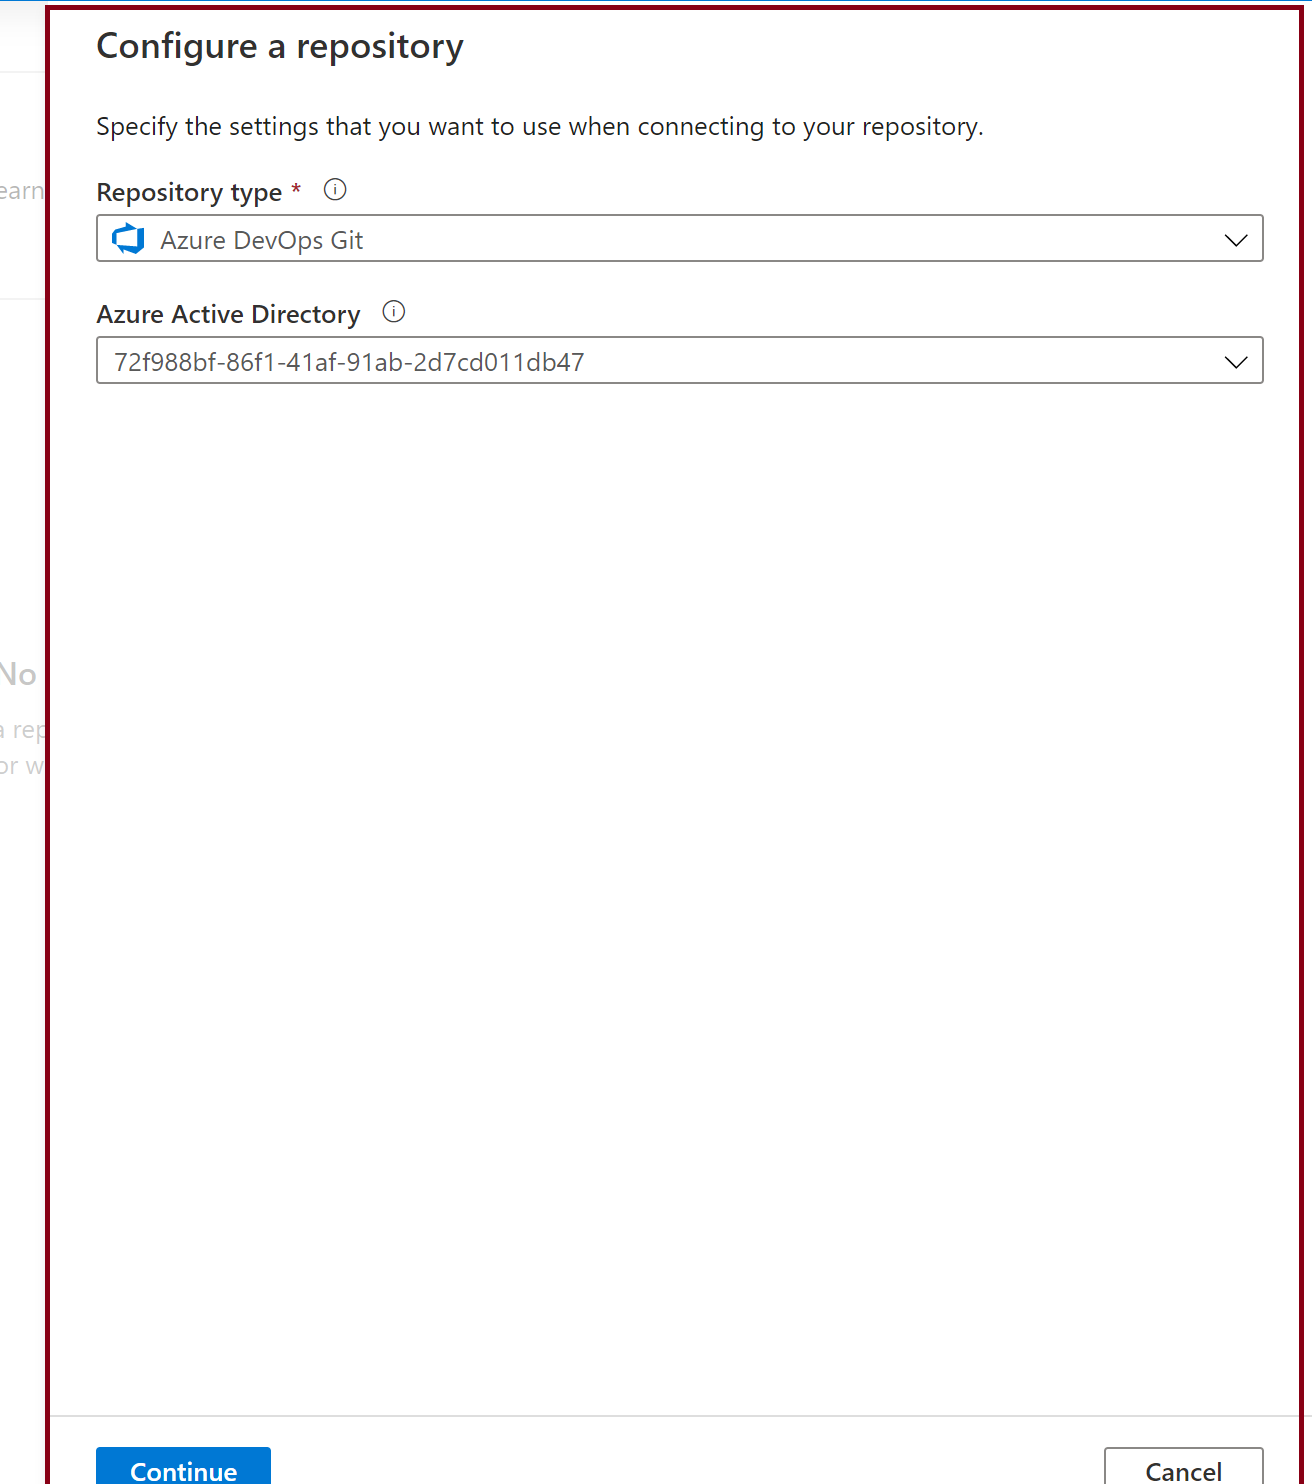 Configure a repository
Specify the settings that you want to use when connecting to your repository.
earn
Repository type *
Azure DevOps Git
Azure Active Directory
72f988bf-86f1-41af-91ab-2d7cd011db47
No
a rep
or w
Continue
Cancel